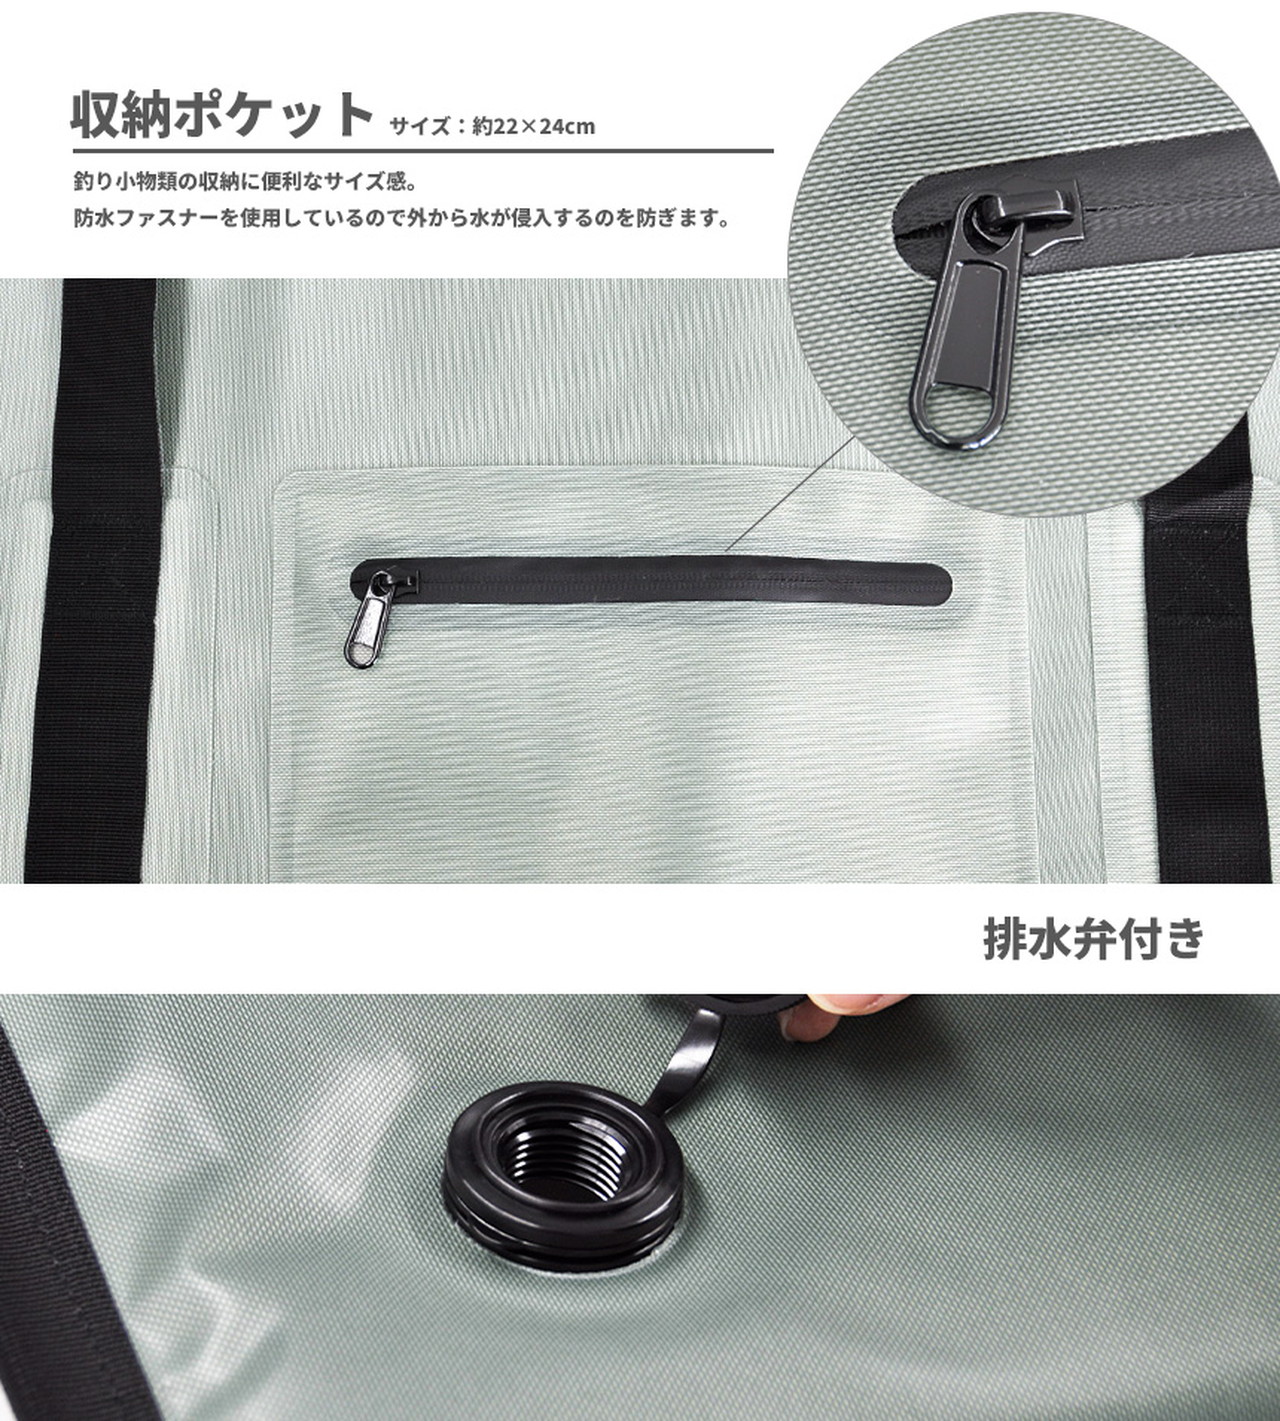 収納ポケット サイズ：約22×24cm
釣り小物類の収納に便利なサイズ感。
防水ファスナーを使用しているので外から水が侵入するのを防ぎます。
排水弁付き